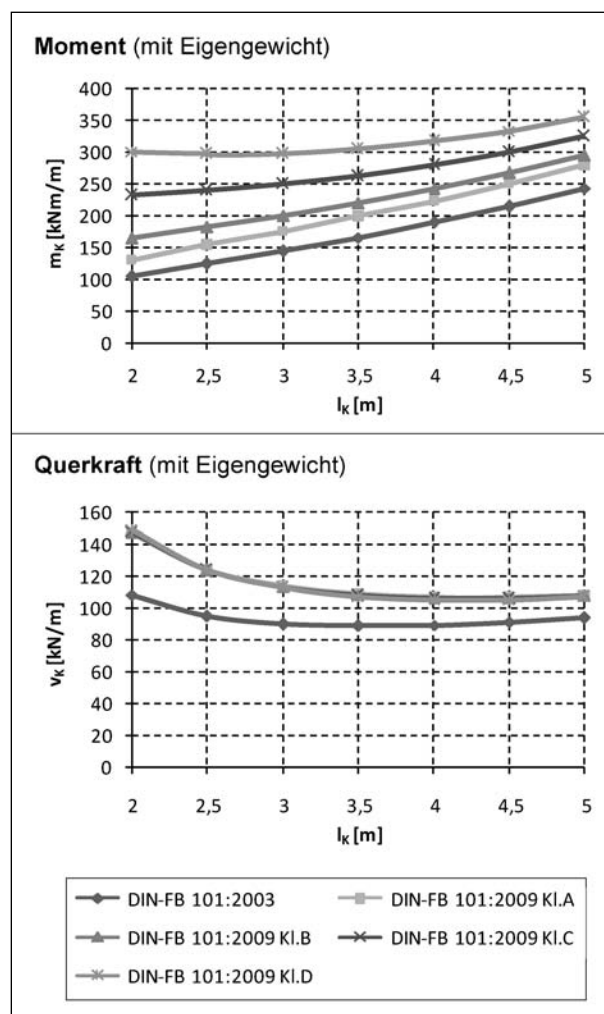 Moment (mit Eigengewicht)
400
350
300
250
200
150
100
50
0
m_K [kNm/m]
2 2,5 3 3,5 4 4,5 5
l_K [m]
Querkraft (mit Eigengewicht)
160
140
120
100
80
60
40
20
0
v_K [kN/m]
2 2,5 3 3,5 4 4,5 5
l_K [m]
DIN-FB 101:2003 DIN-FB 101:2009 Kl.A
DIN-FB 101:2009 Kl.B DIN-FB 101:2009 Kl.C
DIN-FB 101:2009 Kl.D